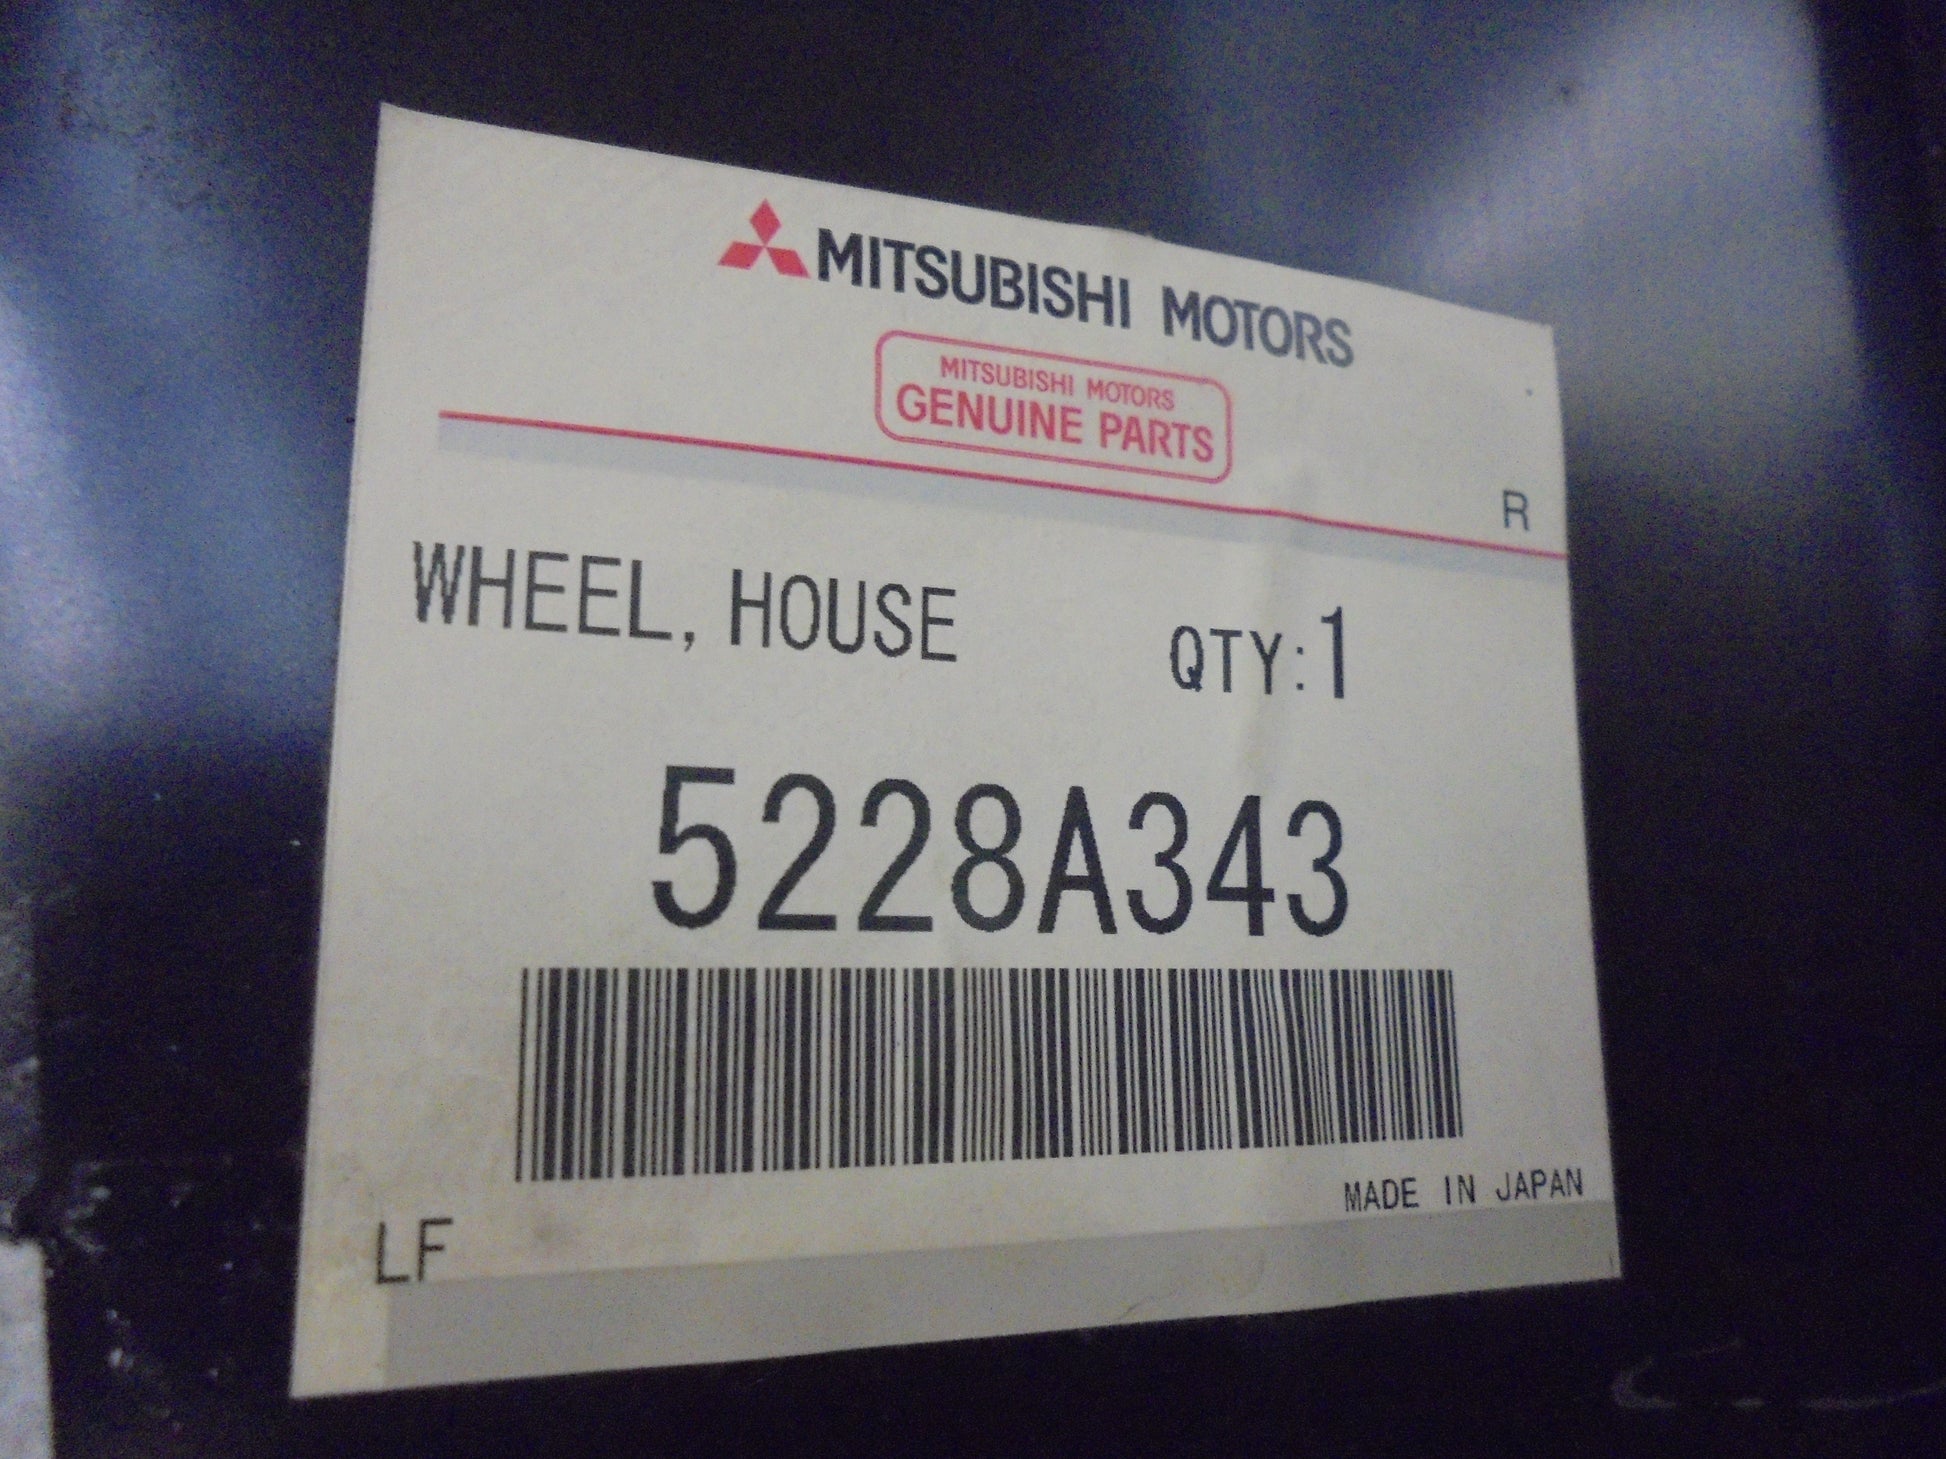 MITSUBISHI MOTORS
MITSUBISHI MOTORS
GENUINE PARTS
R
WHEEL, HOUSE QTY:1
5228A343
MADE IN JAPAN
LF